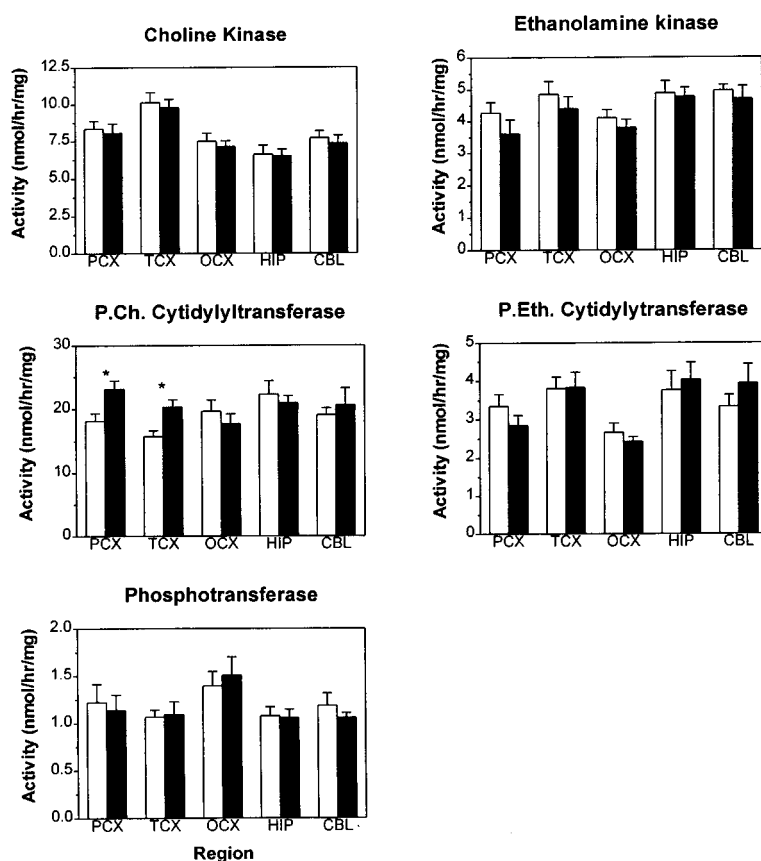 Choline Kinase
Activity (nmol/hr/mg)
12.5
10.0
7.5
5.0
2.5
0.0
PCX TCX OCX HIP CBL
Ethanolamine kinase
Activity (nmol/hr/mg)
6
5
4
3
2
1
0
PCX TCX OCX HIP CBL
P.Ch. Cytidylyltransferase
Activity (nmol/hr/mg)
30
20
10
0
* *
PCX TCX OCX HIP CBL
P.Eth. Cytidylytransferase
Activity (nmol/hr/mg)
5
4
3
2
1
0
PCX TCX OCX HIP CBL
Phosphotransferase
Activity (nmol/hr/mg)
2.0
1.5
1.0
0.5
0.0
PCX TCX OCX HIP CBL
Region